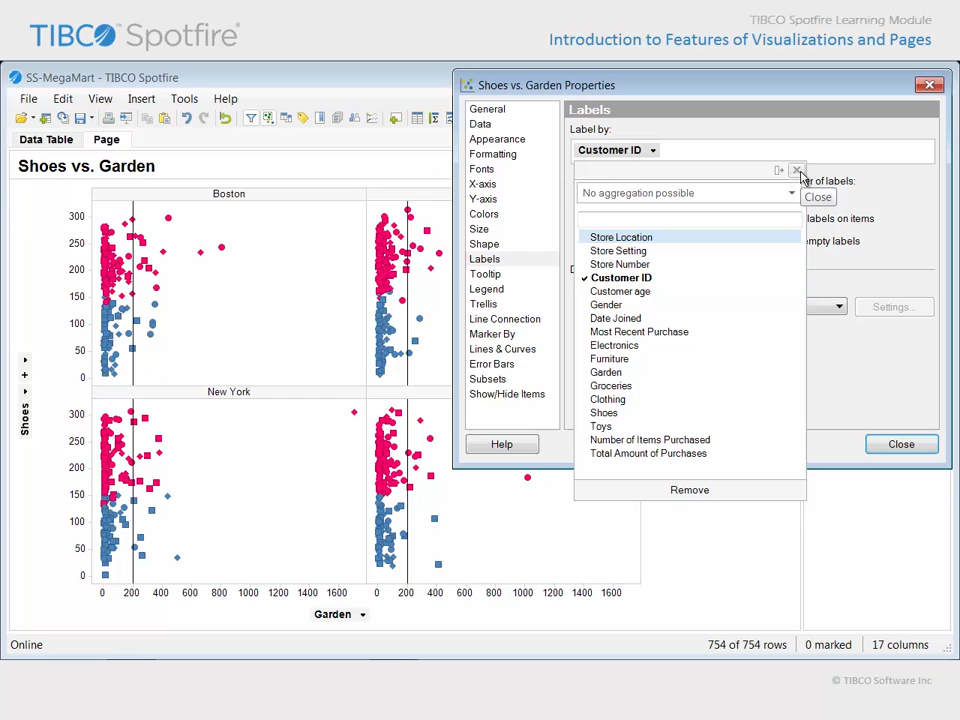 TIBCO Spotfire®
TIBCO Spotfire Learning Module
Introduction to Features of Visualizations and Pages
SS-MegaMart - TIBCO Spotfire
File Edit View Insert Tools Help
Data Table Page
Shoes vs. Garden
Boston
300
250
200
150
100
50
0
New York
300
250
200
150
100
50
0
Shoes
+
0 200 400 600 800 1000 1200 1400 1600 0 200 400 600 800 1000 1200 1400 1600
Garden
Shoes vs. Garden Properties
General
Data
Appearance
Formatting
Fonts
X-axis
Y-axis
Colors
Size
Shape
Labels
Tooltip
Legend
Trellis
Line Connection
Marker By
Lines & Curves
Error Bars
Subsets
Show/Hide Items
Help
Labels
Label by:
Customer ID
No aggregation possible
Close
Store Location
Store Setting
Store Number
Customer ID
Customer age
Gender
Date Joined
Most Recent Purchase
Electronics
Furniture
Garden
Groceries
Clothing
Shoes
Toys
Number of Items Purchased
Total Amount of Purchases
Remove
er of labels:
labels on items
empty labels
Settings...
Close
Online
754 of 754 rows 0 marked 17 columns
© TIBCO Software Inc